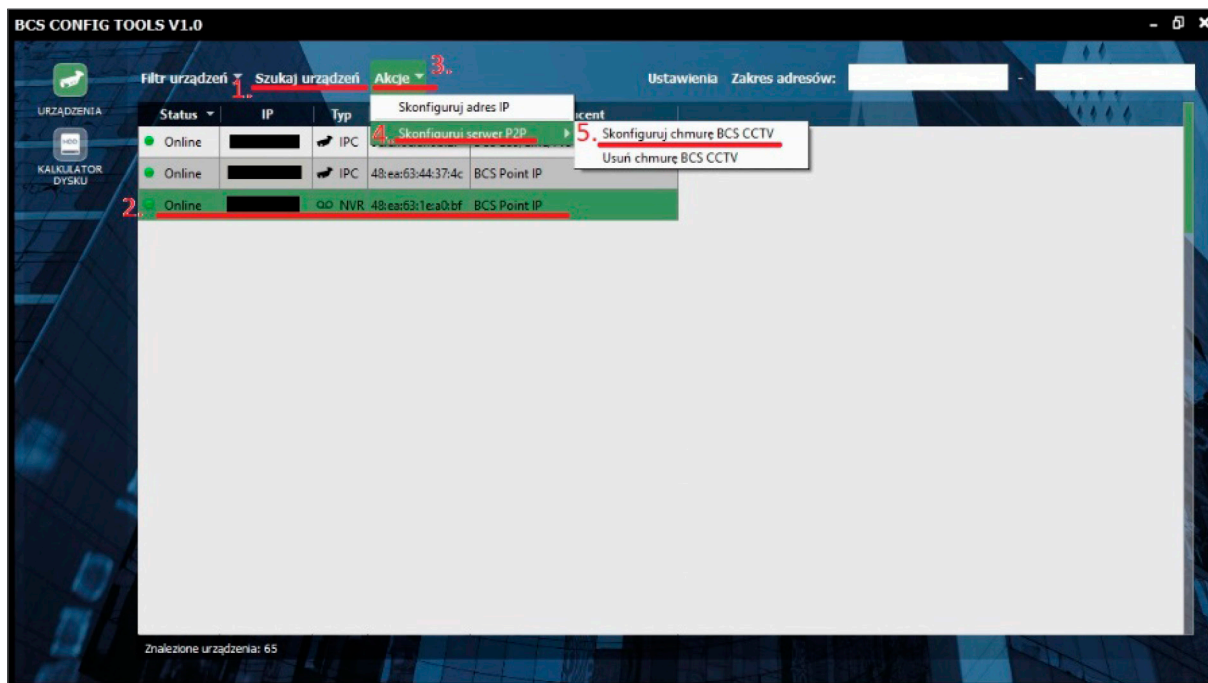 BCS CONFIG TOOLS V1.0
URZĄDZENIA
KALKULATOR
DYSKU
Filtr urządzeń 1. Szukaj urządzeń Akcje 3. Ustawienia Zakres adresów: -
Status IP Typ
Skonfiguruj adres IP
4. Skonfiguruj serwer P2P
5. Skonfiguruj chmurę BCS CCTV
Usuń chmurę BCS CCTV
Online IPC
Online IPC 48:ea:63:44:37:4c BCS Point IP
2. Online NVR 48:ea:63:1e:a0:bf BCS Point IP
Znalezione urządzenia: 65